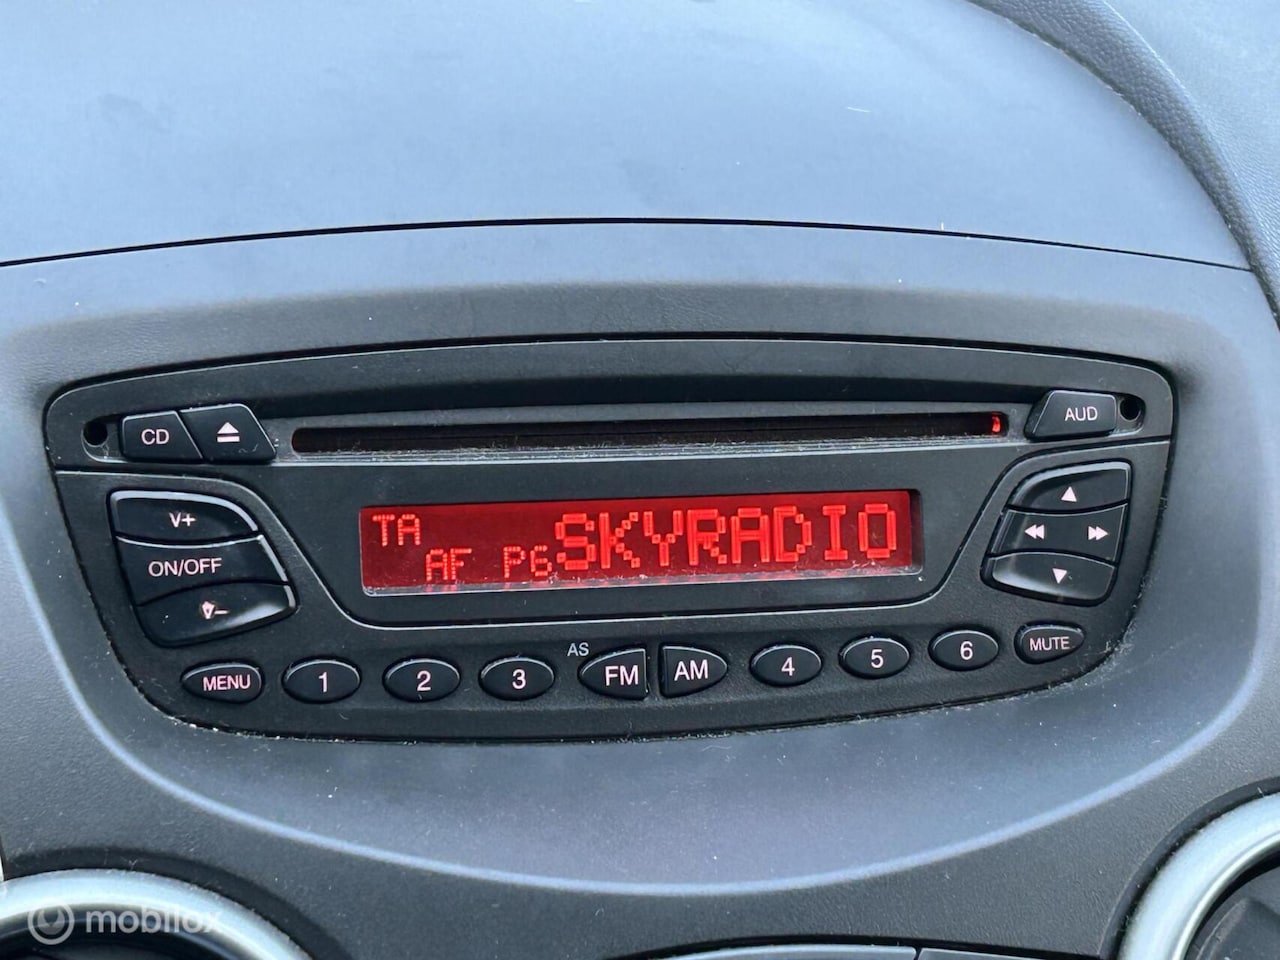 CD
AUD
V+
ON/OFF
V-
TA
AF P6 SKYRADIO
MENU 1 2 3 AS FM AM 4 5 6 MUTE
mobilox